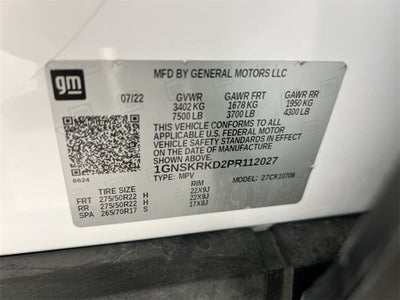 gm
MFD BY GENERAL MOTORS LLC
07/22 GVWR GAWR FRT GAWR RR
3402 KG 1678 KG 1950 KG
7500 LB 3700 LB 4300 LB
THIS VEHICLE CONFORMS TO ALL
APPLICABLE U.S. FEDERAL MOTOR
VEHICLE SAFETY STANDARDS IN EFFECT
ON THE DATE OF MANUFACTURE SHOWN ABOVE.
1GNSKRKD2PR112027
8624 TYPE: MPV MODEL: 27CK10706
TIRE SIZE RIM
FRT 275/50R22 H 22X9J
RR 275/50R22 H 22X9J
SPA 265/70R17 S 17X8J